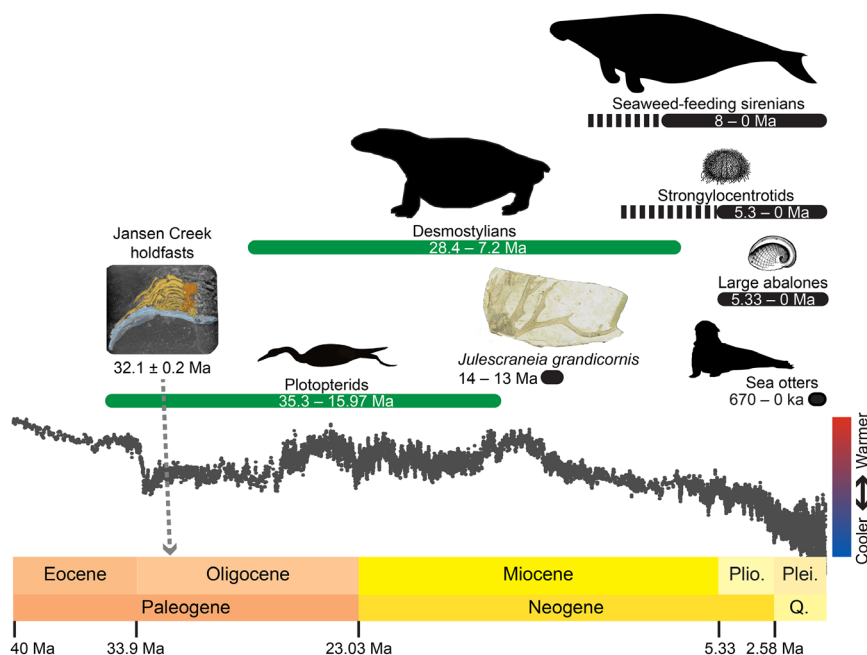 Seaweed-feeding sirenians
8 – 0 Ma
Strongylocentrotids
5.3 – 0 Ma
Desmostylians
28.4 – 7.2 Ma
Jansen Creek
holdfasts
Large abalones
5.33 – 0 Ma
32.1 ± 0.2 Ma
Julescraneia grandicornis
14 – 13 Ma
Plotopterids
35.3 – 15.97 Ma
Sea otters
670 – 0 ka
Cooler Warmer
Eocene Oligocene Miocene Plio. Plei.
Paleogene Neogene Q.
40 Ma 33.9 Ma 23.03 Ma 5.33 2.58 Ma